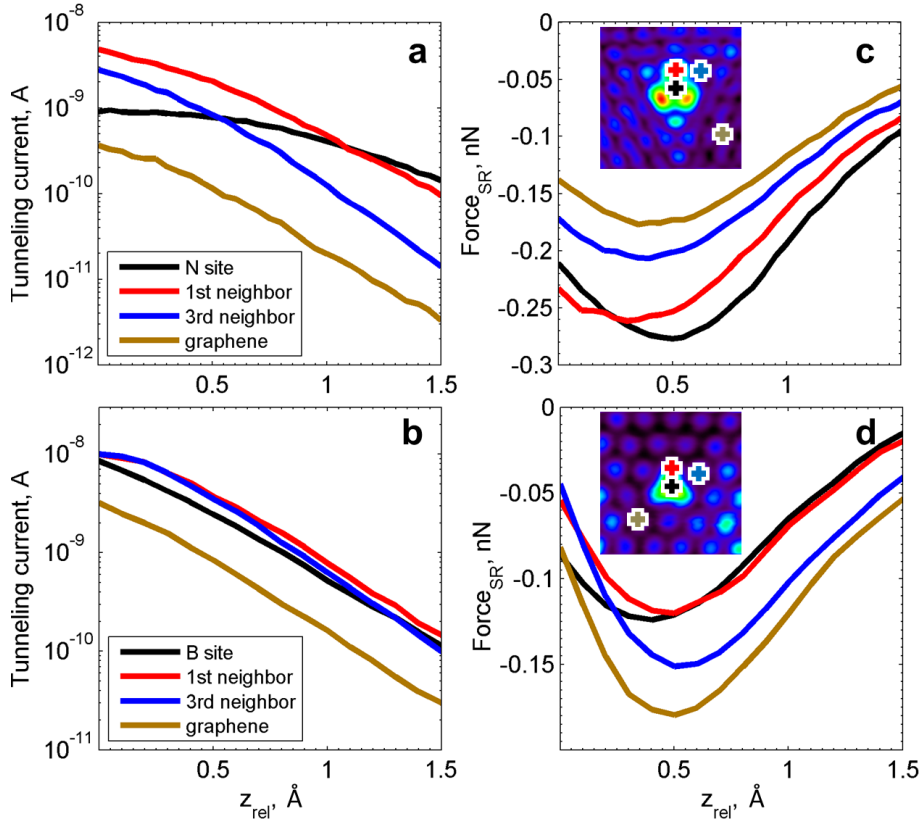 a
Tunneling current, A
10⁻⁸
10⁻⁹
10⁻¹⁰
10⁻¹¹
10⁻¹²
N site
1st neighbor
3rd neighbor
graphene
0.5
1
1.5
c
Force_SR, nN
0
-0.05
-0.1
-0.15
-0.2
-0.25
-0.3
0.5
1
1.5
b
Tunneling current, A
10⁻⁸
10⁻⁹
10⁻¹⁰
10⁻¹¹
B site
1st neighbor
3rd neighbor
graphene
0.5
1
1.5
z_rel, Å
d
Force_SR, nN
0
-0.05
-0.1
-0.15
0.5
1
1.5
z_rel, Å